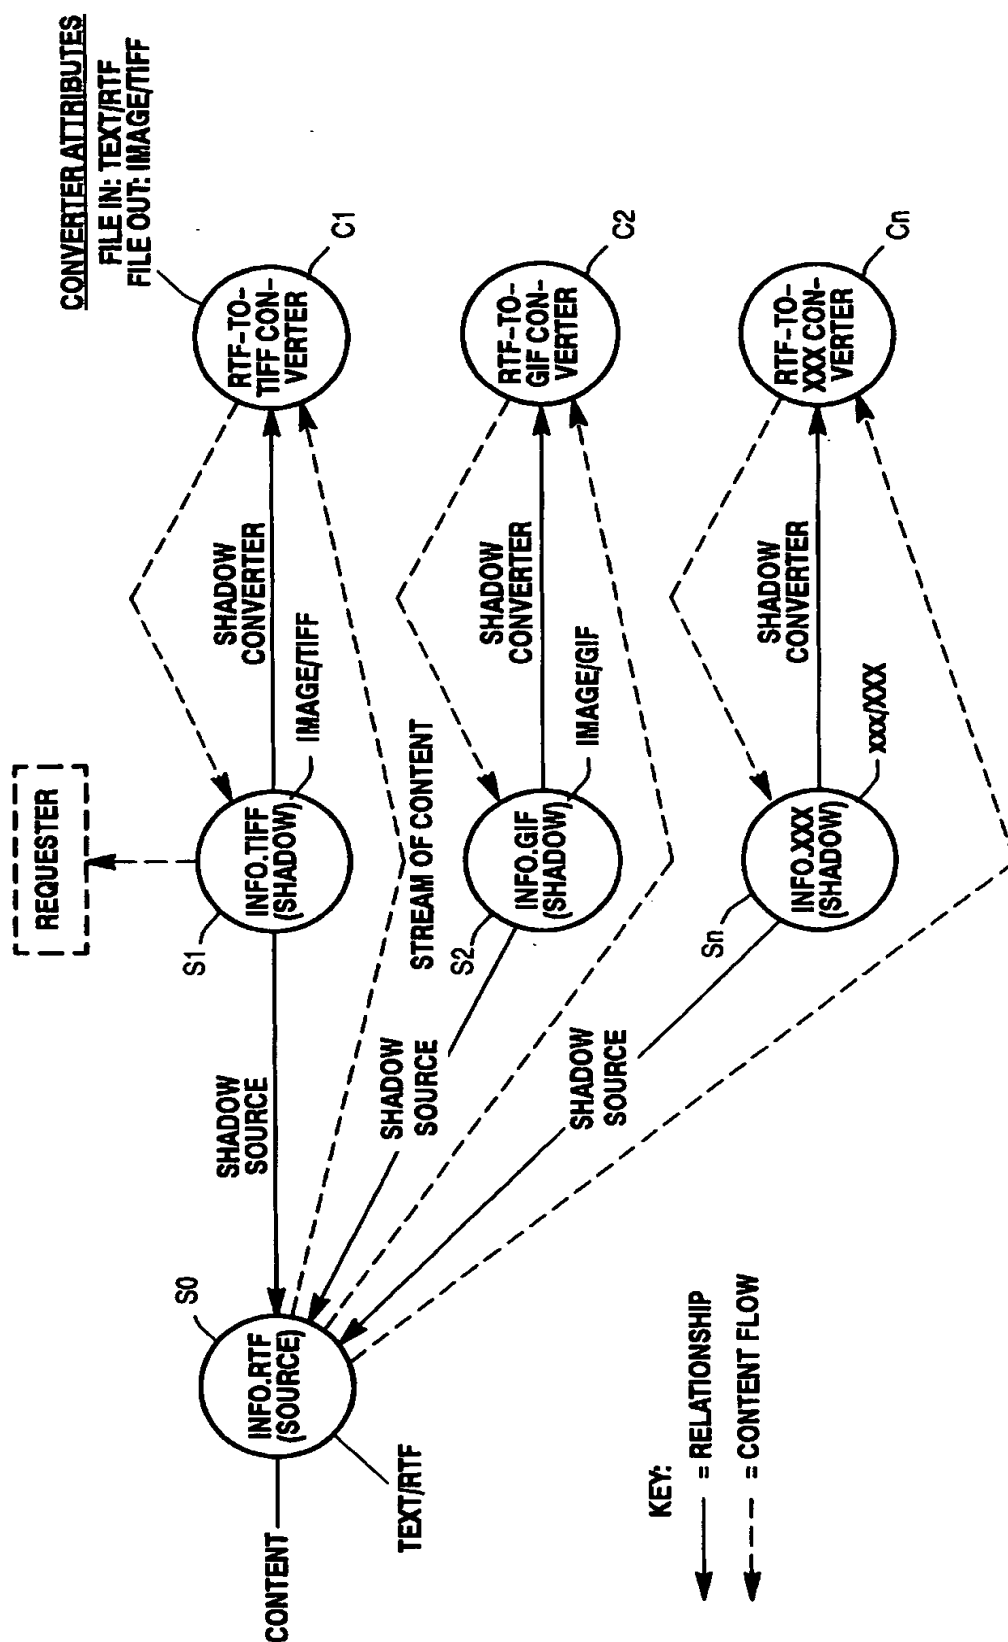 CONVERTER ATTRIBUTES
FILE IN: TEXT/RTF
FILE OUT: IMAGE/TIFF
REQUESTER
S0
INFO.RTF
(SOURCE)
CONTENT
TEXT/RTF
SHADOW
SOURCE
S1
INFO.TIFF
(SHADOW)
IMAGE/TIFF
SHADOW
CONVERTER
RTF-TO-
TIFF CON-
VERTER
C1
STREAM OF CONTENT
SHADOW
SOURCE
S2
INFO.GIF
(SHADOW)
IMAGE/GIF
SHADOW
CONVERTER
RTF-TO-
GIF CON-
VERTER
C2
SHADOW
SOURCE
Sn
INFO.XXX
(SHADOW)
xxx/XXX
SHADOW
CONVERTER
RTF-TO-
XXX CON-
VERTER
Cn
KEY:
= RELATIONSHIP
= CONTENT FLOW